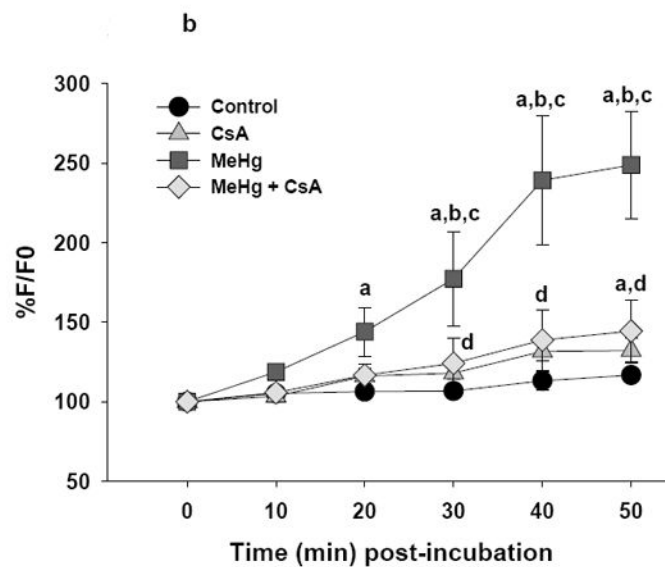 b
300
250
200
150
100
50
%F/F0
Control
CsA
MeHg
MeHg + CsA
a
a,b,c
a,b,c
a,b,c
d
d
a,d
0 10 20 30 40 50
Time (min) post-incubation